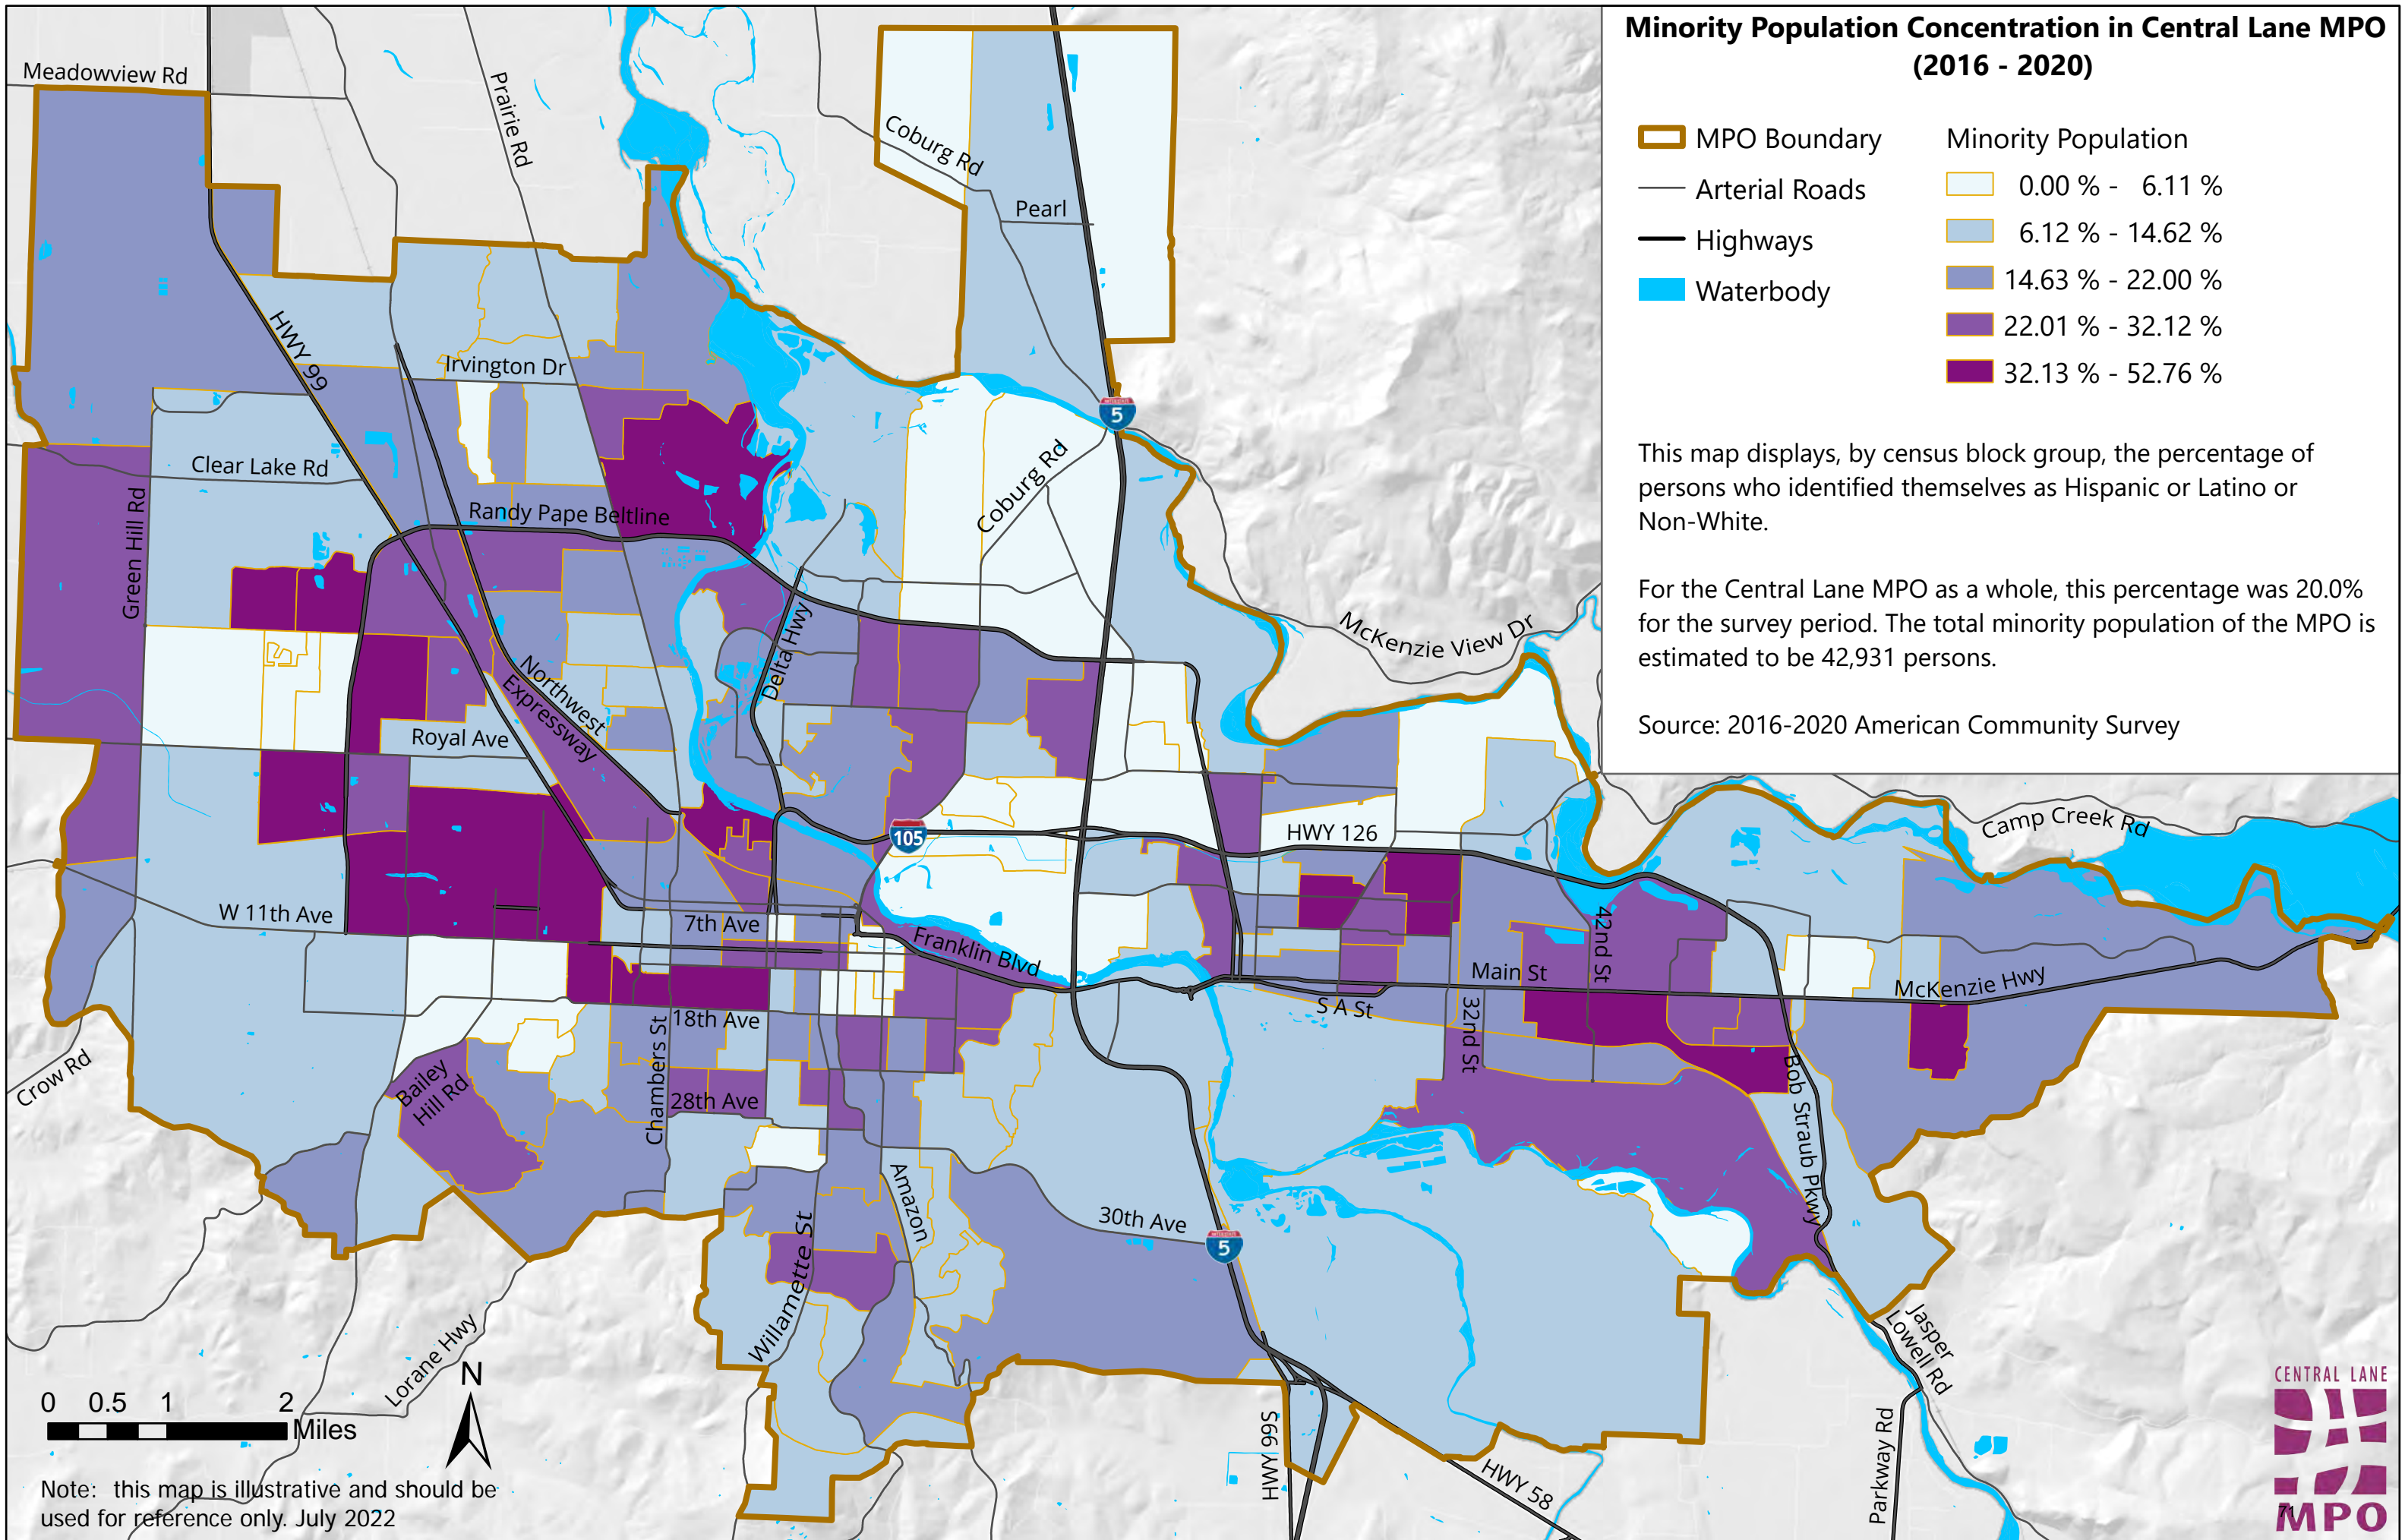 Minority Population Concentration in Central Lane MPO
(2016 - 2020)
MPO Boundary
Arterial Roads
Highways
Waterbody
Minority Population
0.00 % - 6.11 %
6.12 % - 14.62 %
14.63 % - 22.00 %
22.01 % - 32.12 %
32.13 % - 52.76 %
This map displays, by census block group, the percentage of
persons who identified themselves as Hispanic or Latino or
Non-White.
For the Central Lane MPO as a whole, this percentage was 20.0%
for the survey period. The total minority population of the MPO is
estimated to be 42,931 persons.
Source: 2016-2020 American Community Survey
Meadowview Rd
Prairie Rd
Coburg Rd
Pearl
HWY 99
Irvington Dr
5
Clear Lake Rd
Coburg Rd
Randy Pape Beltline
Green Hill Rd
Delta Hwy
McKenzie View Dr
Northwest
Expressway
Royal Ave
105
HWY 126
Camp Creek Rd
W 11th Ave
7th Ave
Franklin Blvd
42nd St
Main St
McKenzie Hwy
S A St
32nd St
18th Ave
Chambers St
Crow Rd
Bailey
Hill Rd
28th Ave
Bob Straub Pkwy
Amazon
30th Ave
5
Willamette St
Lorane Hwy
Jasper
Lowell Rd
Parkway Rd
HWY 99S
HWY 58
N
0 0.5 1 2
Miles
Note: this map is illustrative and should be
used for reference only. July 2022
CENTRAL LANE
71
MPO